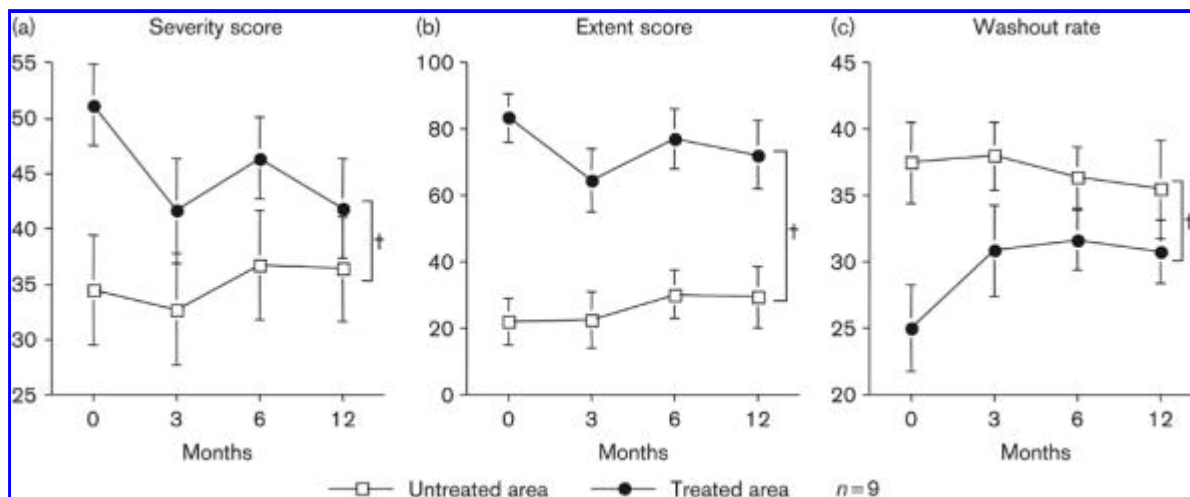 (a) Severity score
55
50
45
40
35
30
25
0 3 6 12
Months
†
(b) Extent score
100
80
60
40
20
0
0 3 6 12
Months
†
(c) Washout rate
45
40
35
30
25
20
0 3 6 12
Months
†
Untreated area Treated area n=9